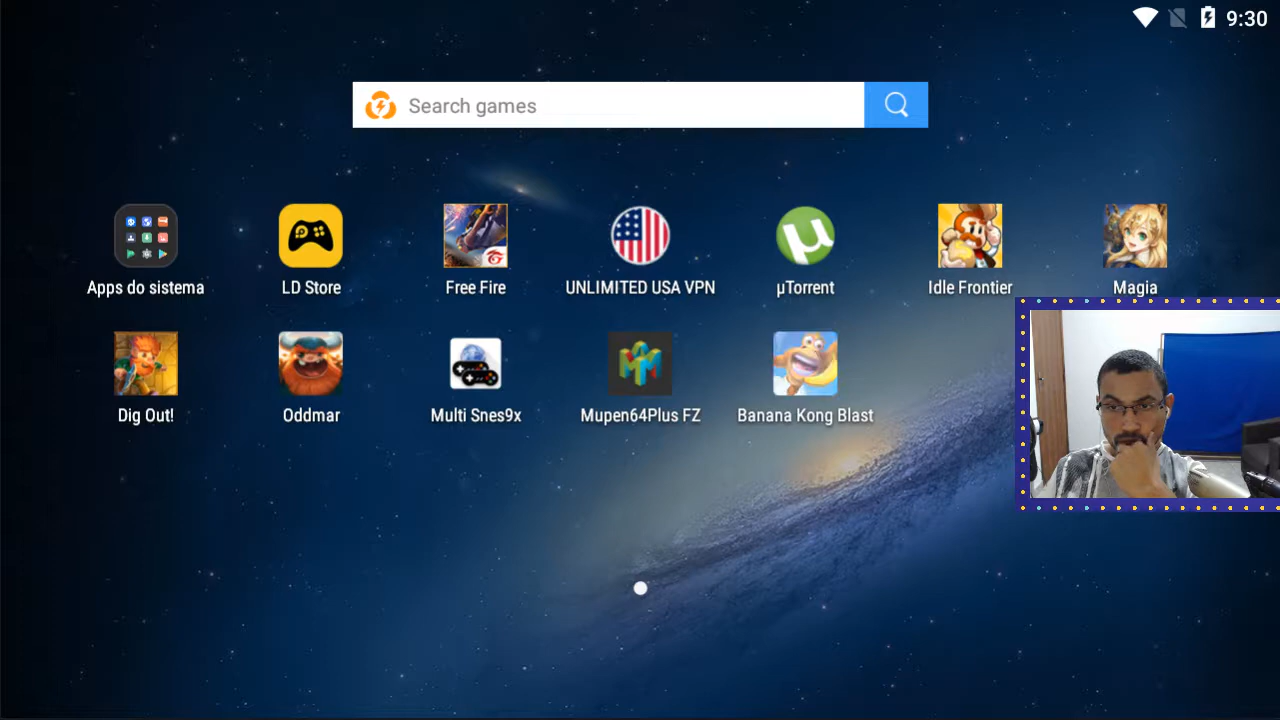 9:30
Search games
Apps do sistema
LD Store
Free Fire
UNLIMITED USA VPN
µTorrent
Idle Frontier
Magia
Dig Out!
Oddmar
Multi Snes9x
Mupen64Plus FZ
Banana Kong Blast